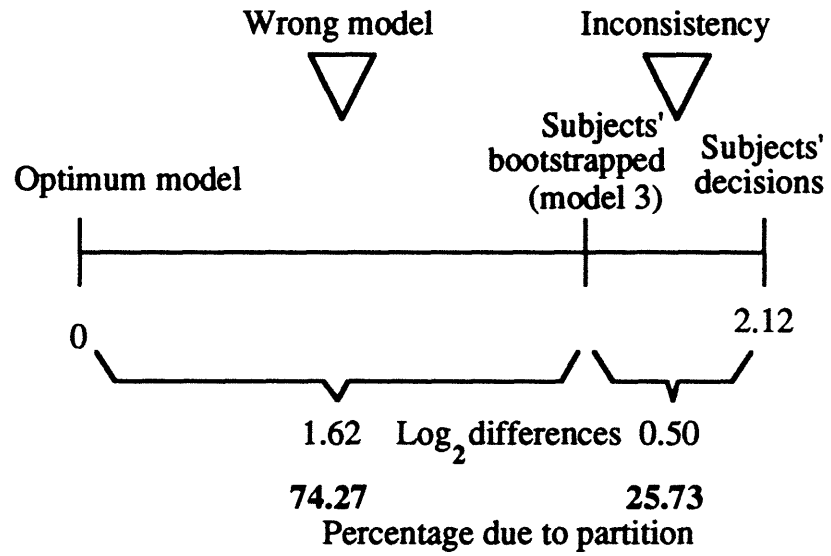 Wrong model
Inconsistency
Optimum model
Subjects'
bootstrapped
(model 3)
Subjects'
decisions
0
2.12
1.62 Log2 differences 0.50
74.27 25.73
Percentage due to partition